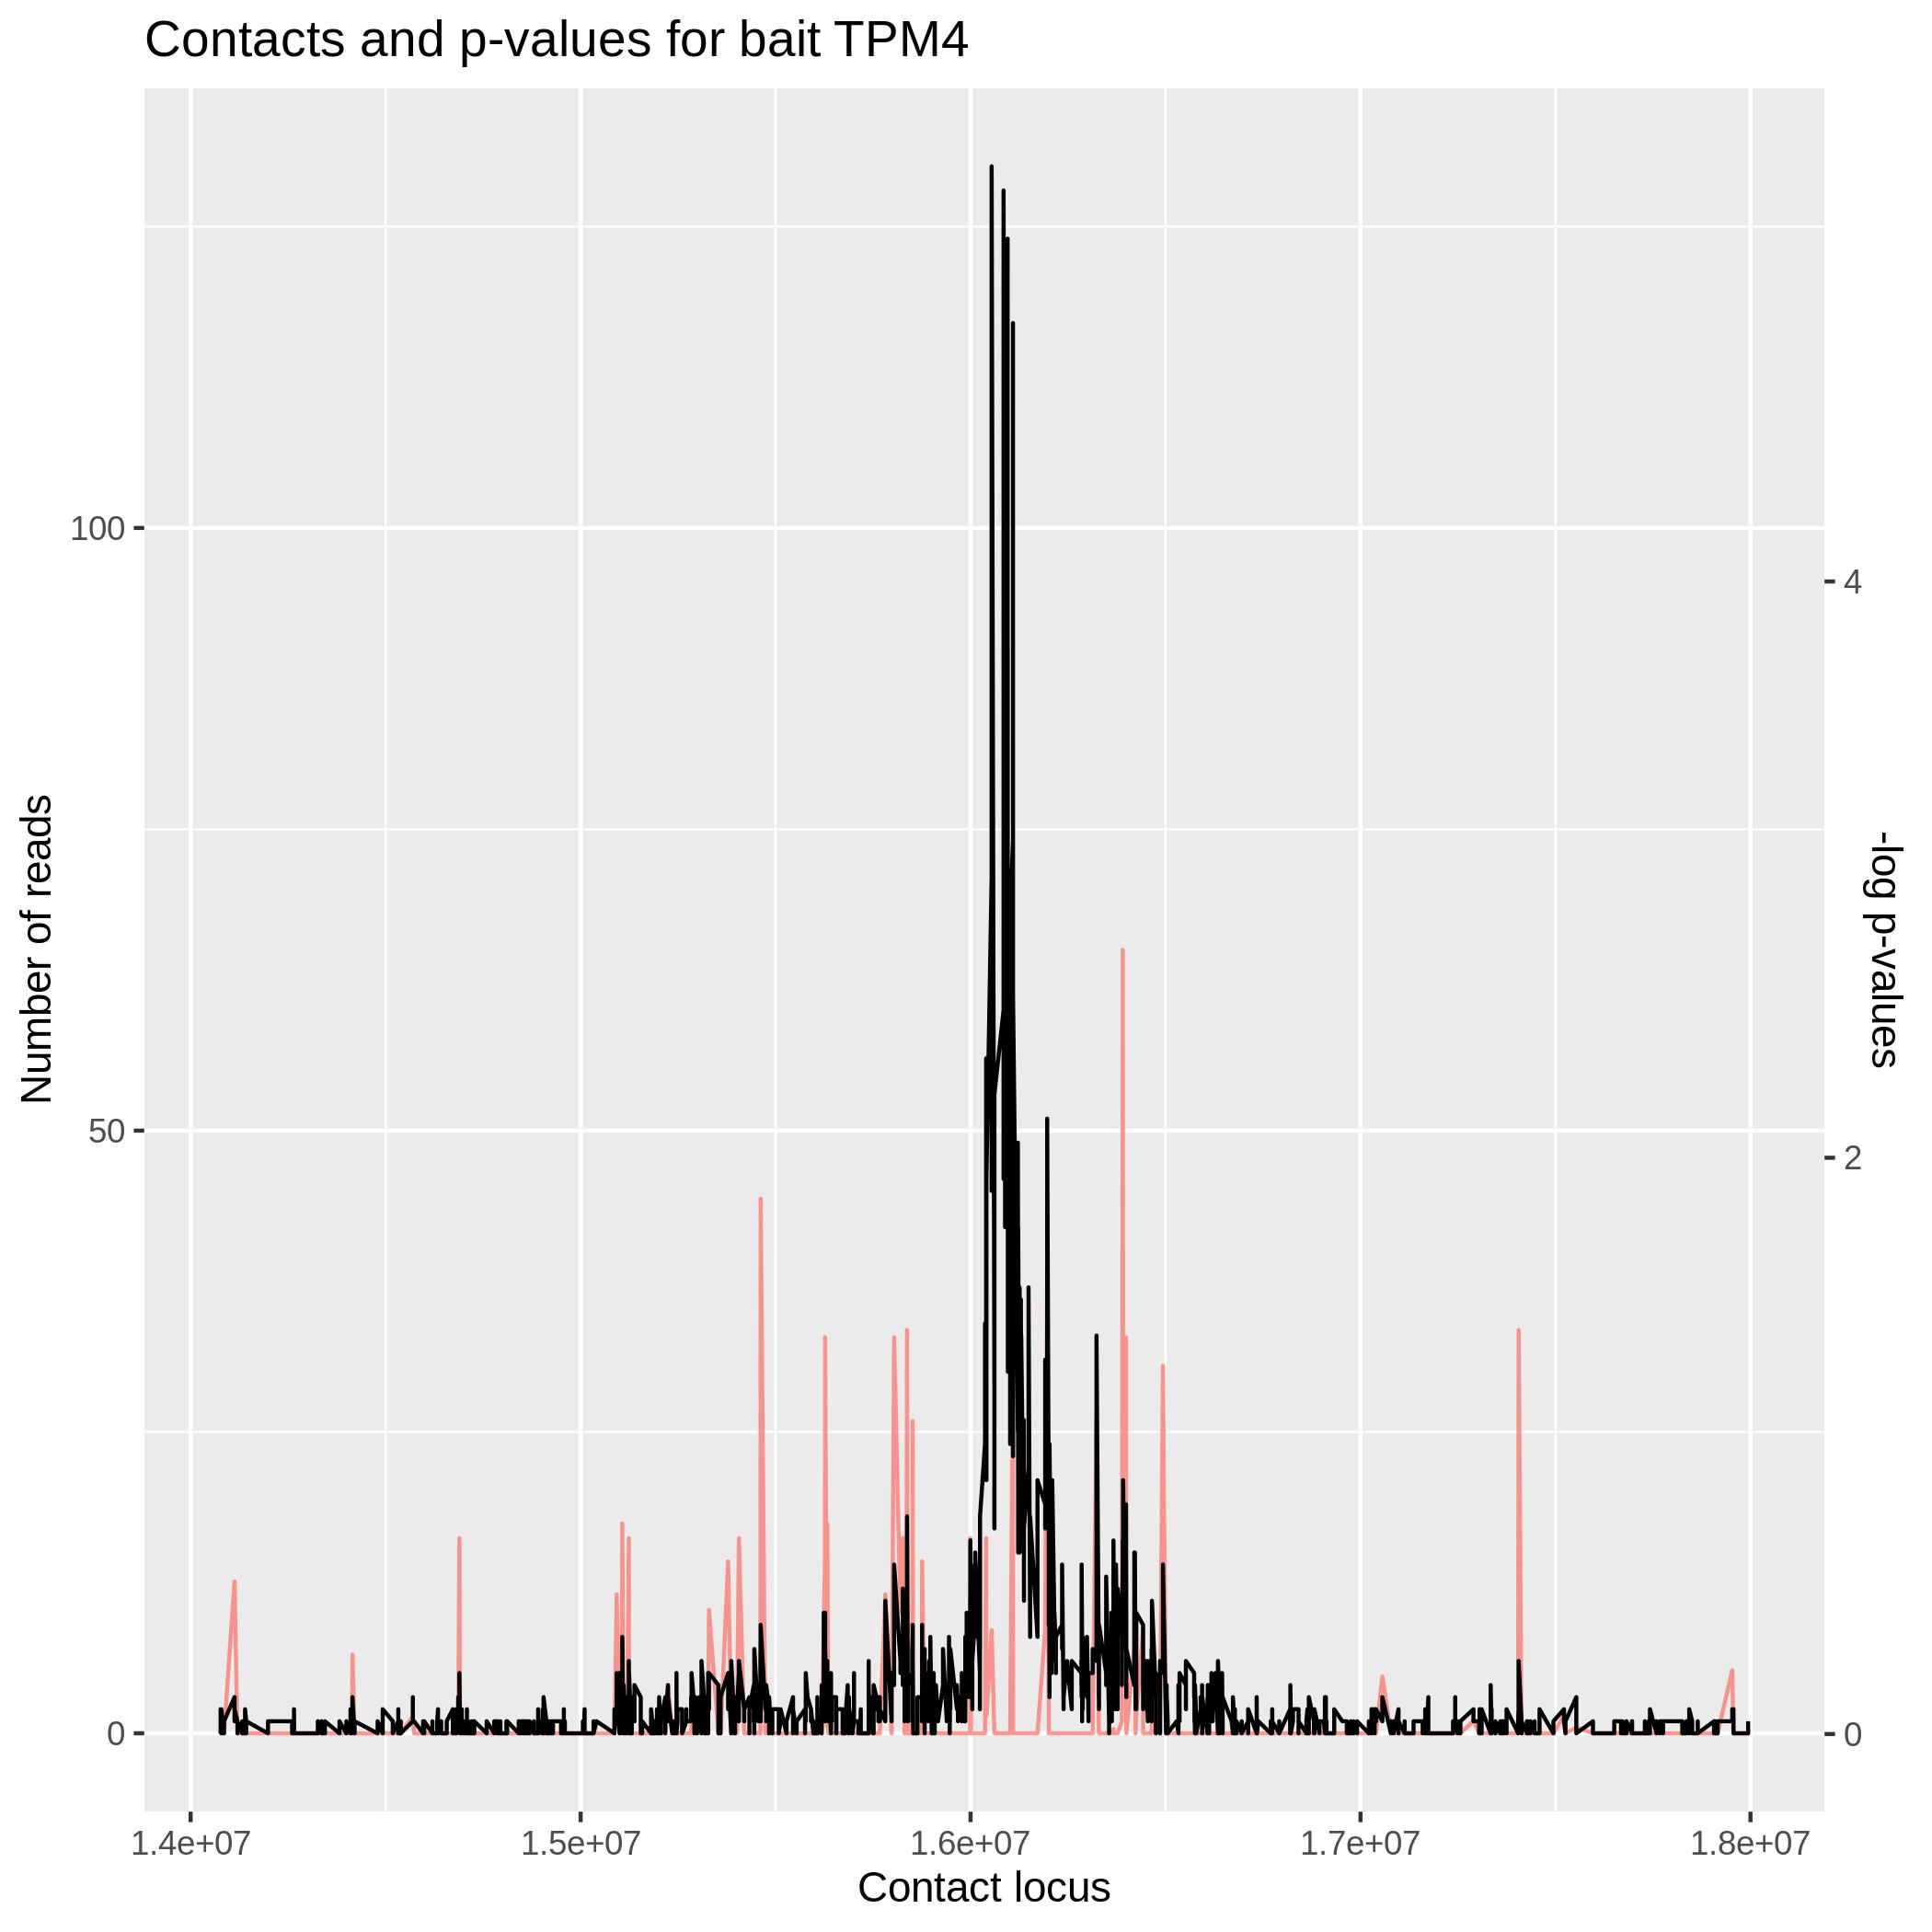 Contacts and p-values for bait TPM4
Number of reads
100
50
0
4
2
0
-log p-values
1.4e+07
1.5e+07
1.6e+07
1.7e+07
1.8e+07
Contact locus